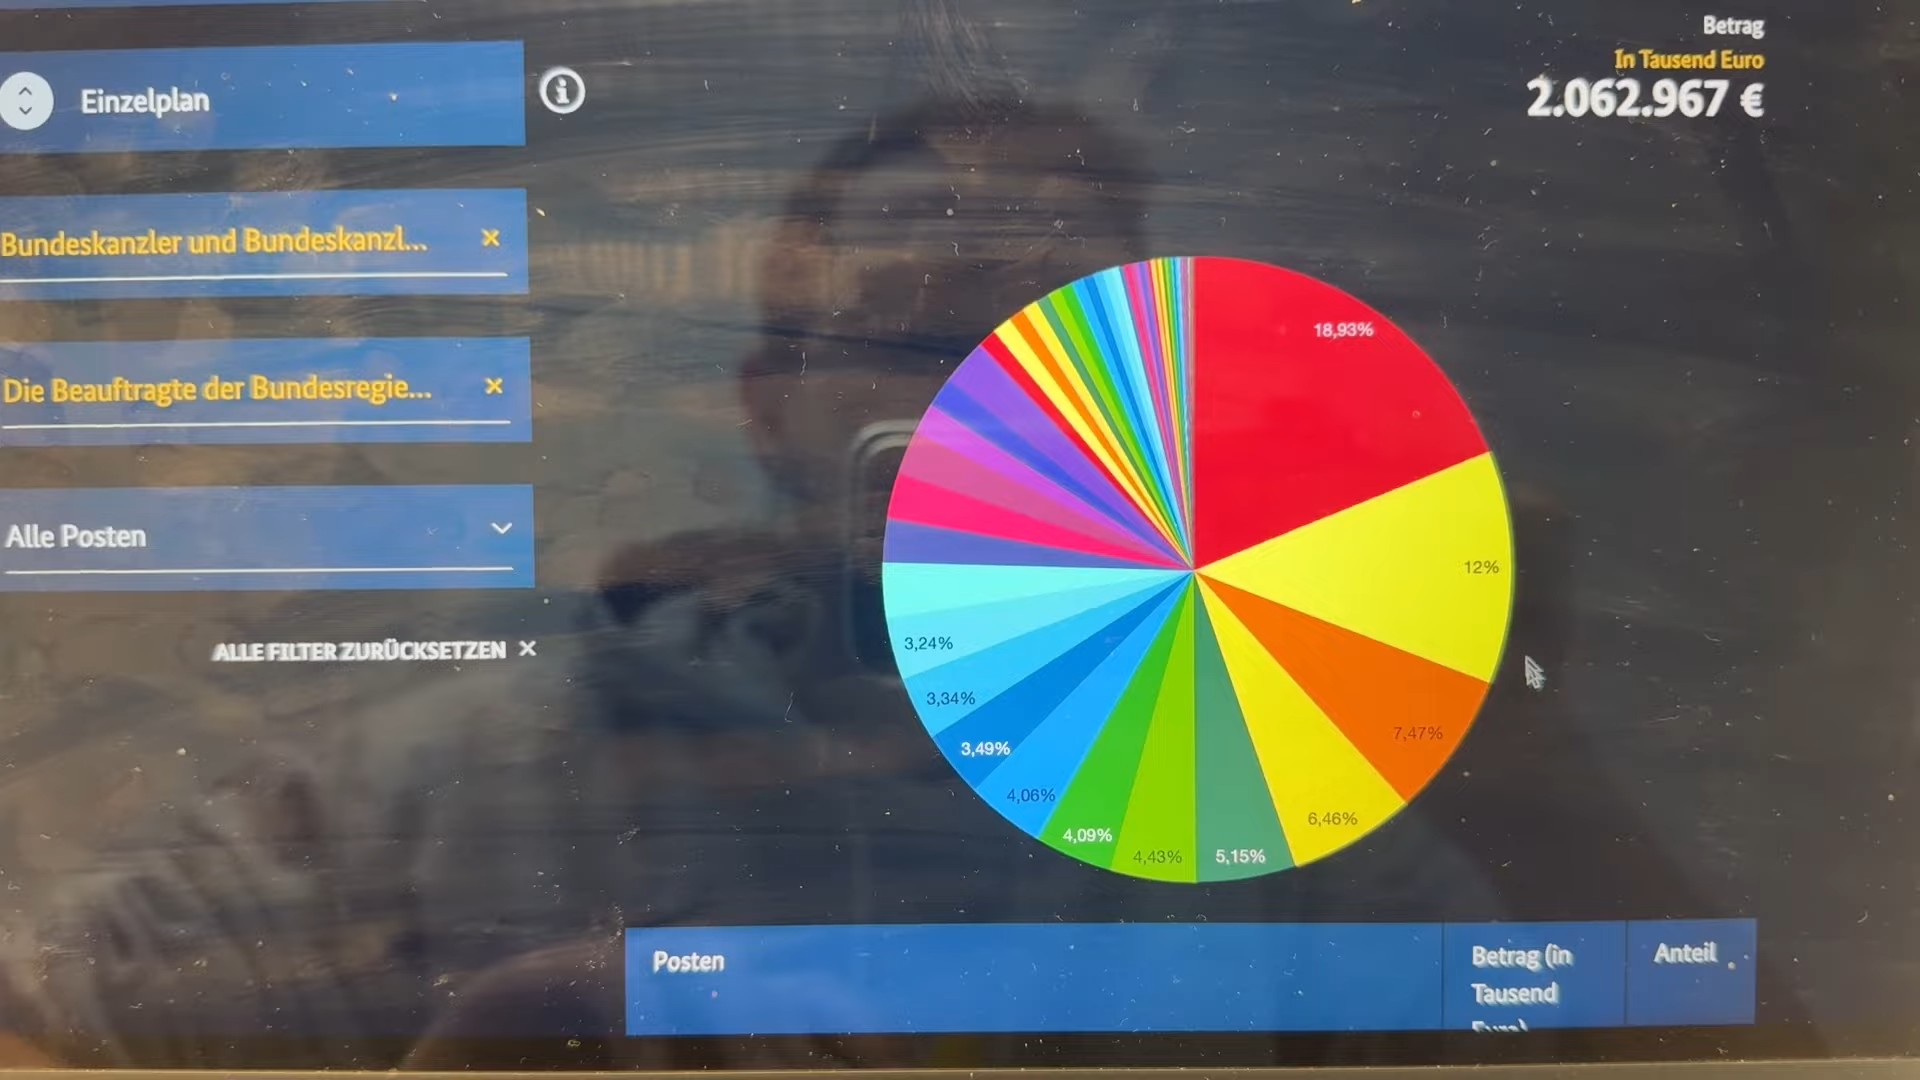 Betrag
In Tausend Euro
2.062.967 €
Einzelplan
Bundeskanzler und Bundeskanzl...
Die Beauftragte der Bundesregie...
Alle Posten
ALLE FILTER ZURÜCKSETZEN
18,93%
12%
7,47%
6,46%
5,15%
4,43%
4,09%
4,06%
3,49%
3,34%
3,24%
Posten
Betrag (in
Tausend
Euro)
Anteil